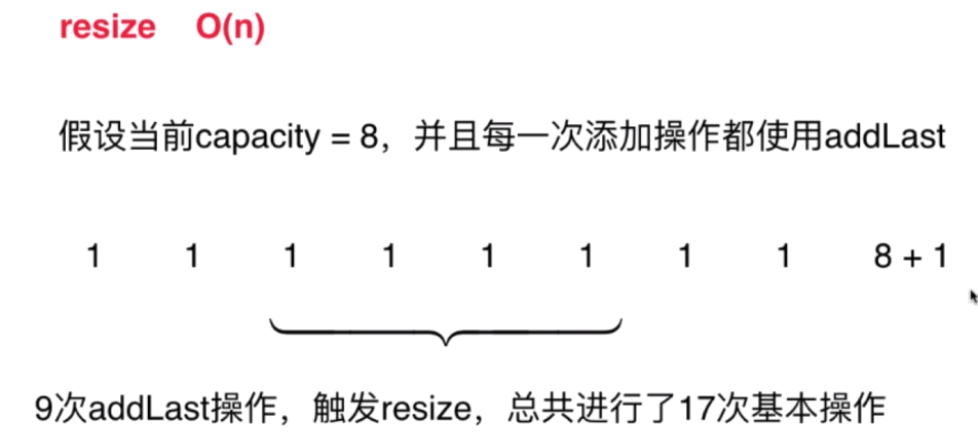 resize O(n)
假设当前capacity = 8，并且每一次添加操作都使用addLast
1 1 1 1 1 1 1 1 8 + 1
9次addLast操作，触发resize，总共进行了17次基本操作